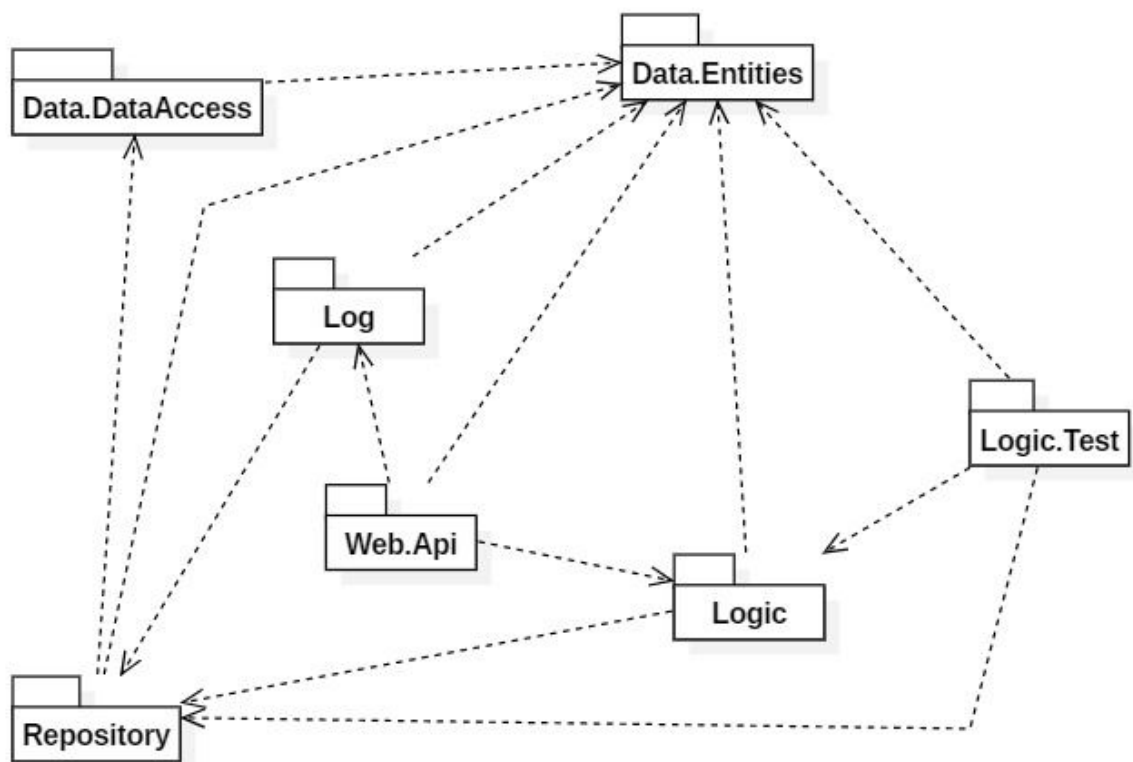 Data.Entities
Data.DataAccess
Log
Logic.Test
Web.Api
Logic
Repository